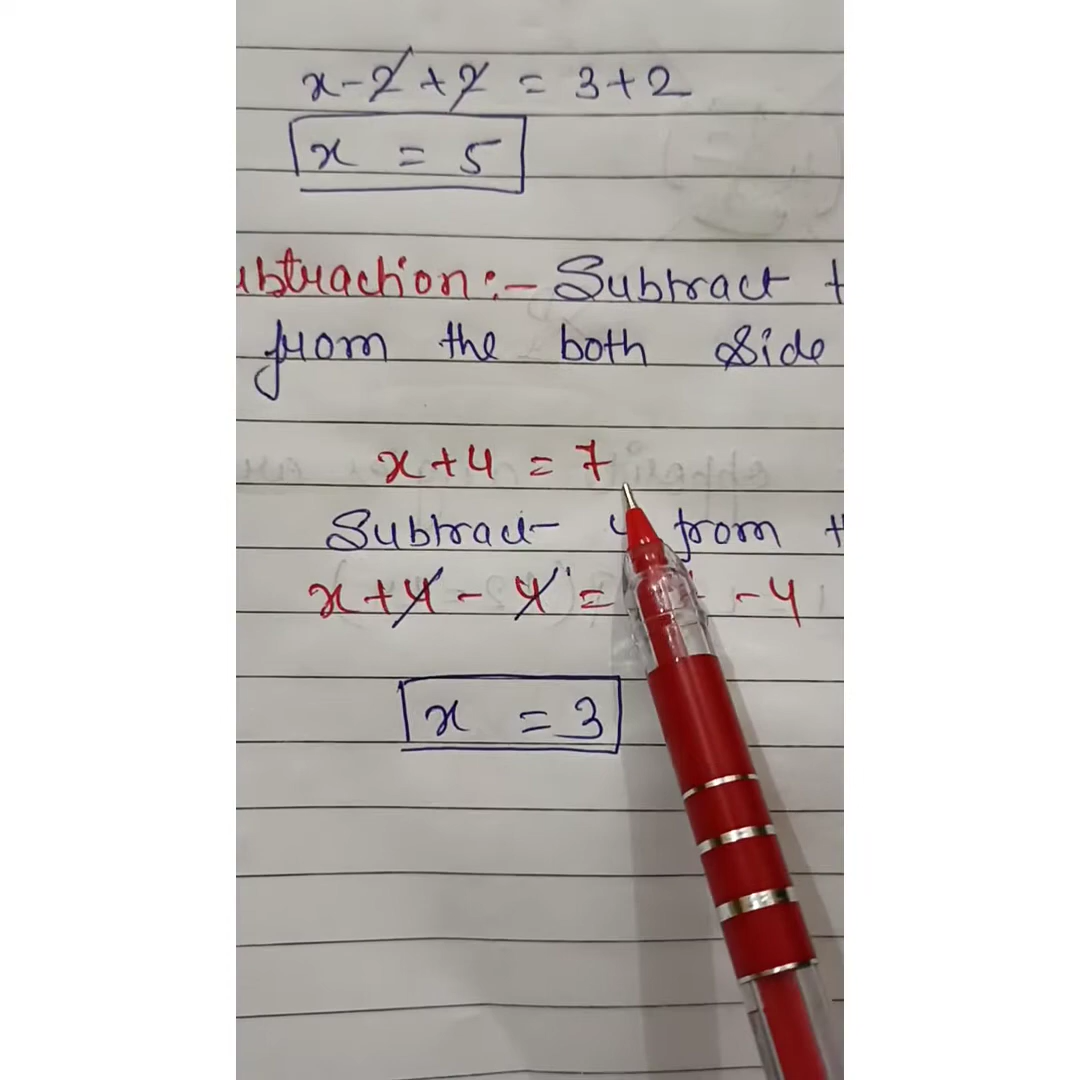 x-2+2 = 3+2
x = 5
ubtraction:- Subtract
from the both side
x+4 = 7
Subtract from
x+4-4 = -4
x = 3